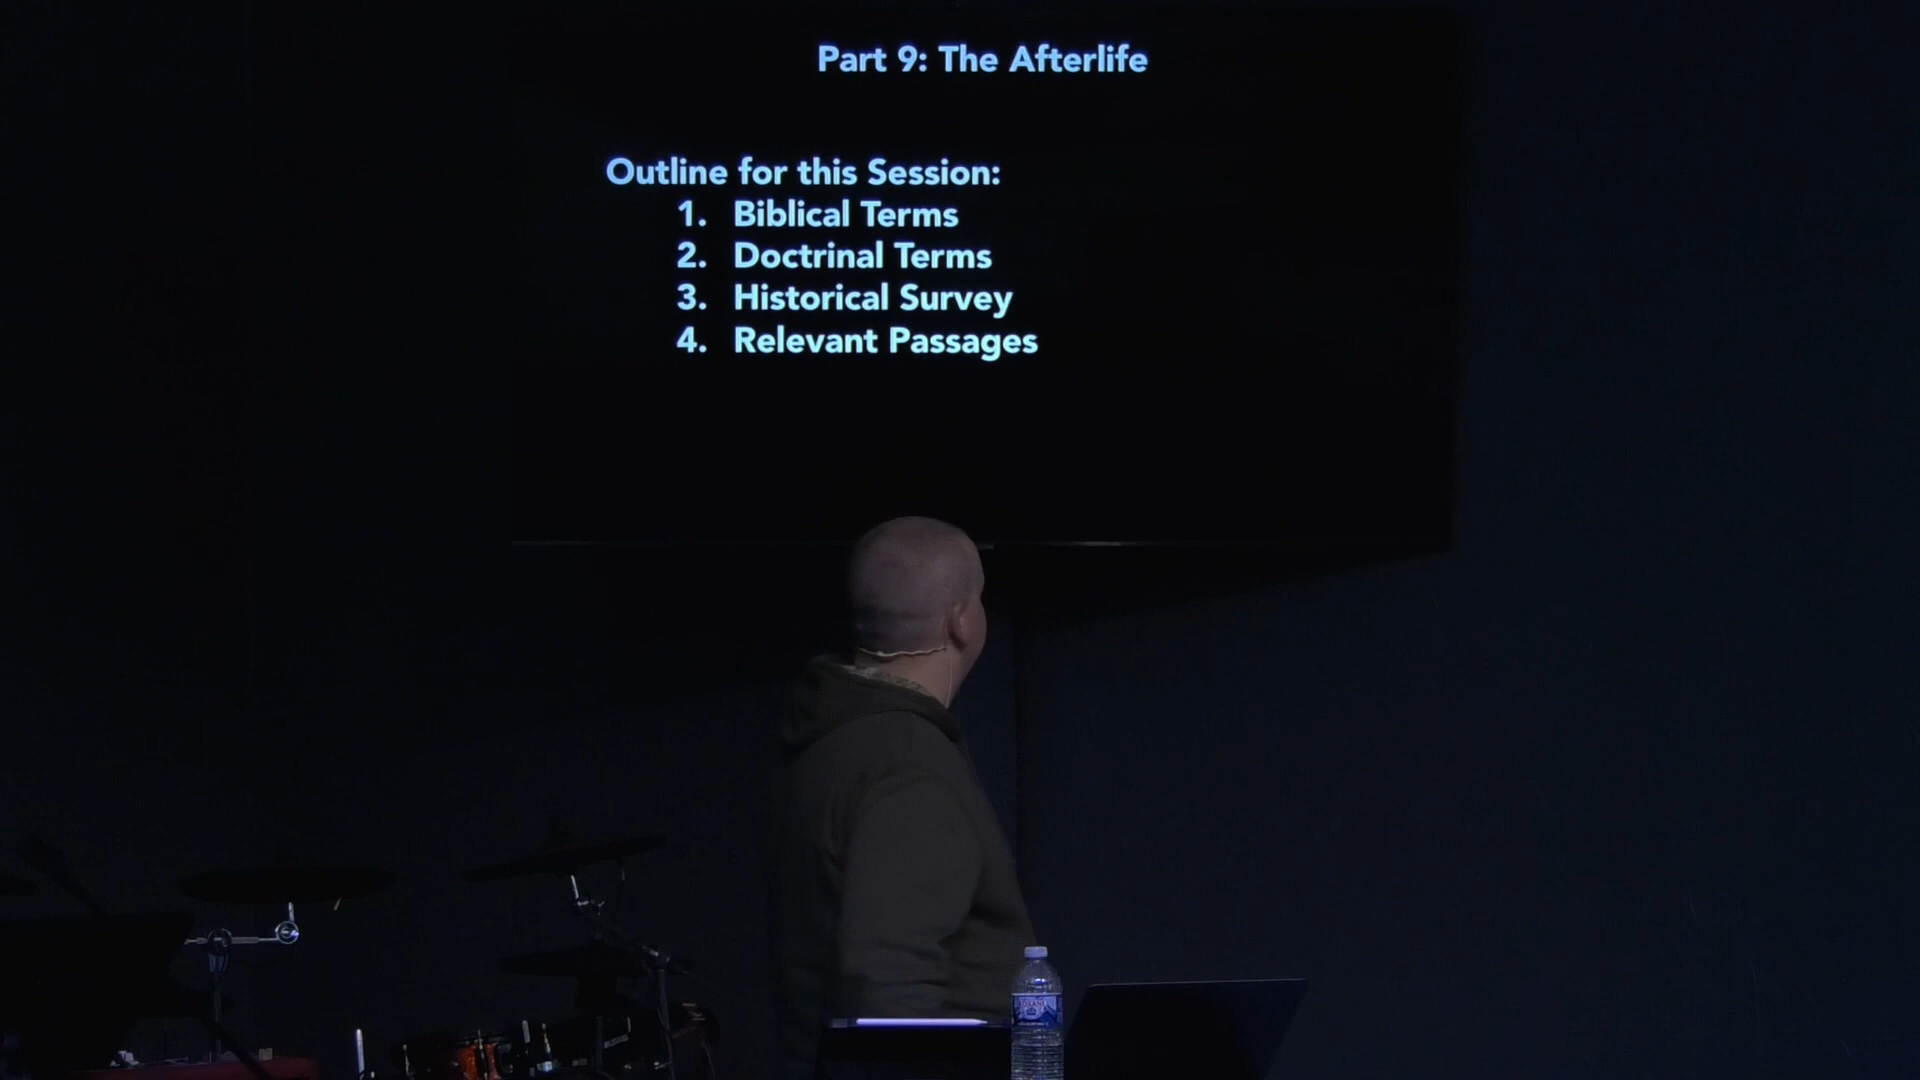 Part 9: The Afterlife
Outline for this Session:
1. Biblical Terms
2. Doctrinal Terms
3. Historical Survey
4. Relevant Passages